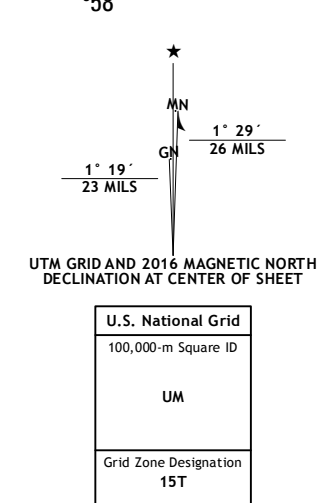 58
★
MN
1° 29´
26 MILS
GN
1° 19´
23 MILS
UTM GRID AND 2016 MAGNETIC NORTH
DECLINATION AT CENTER OF SHEET
U.S. National Grid
100,000-m Square ID
UM
Grid Zone Designation
15T